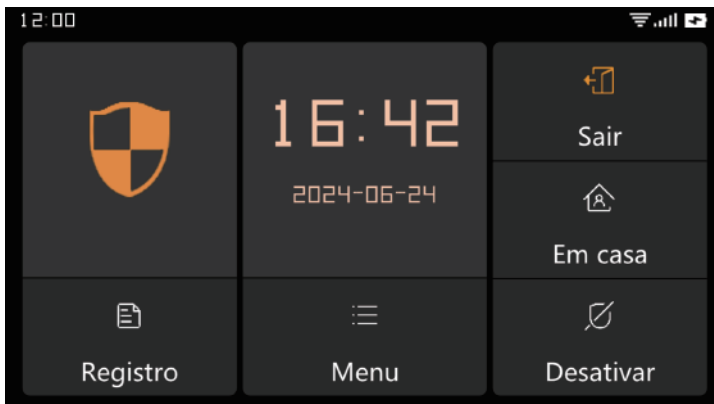 12:00
16:42
2024-06-24
Sair
Em casa
Registro
Menu
Desativar